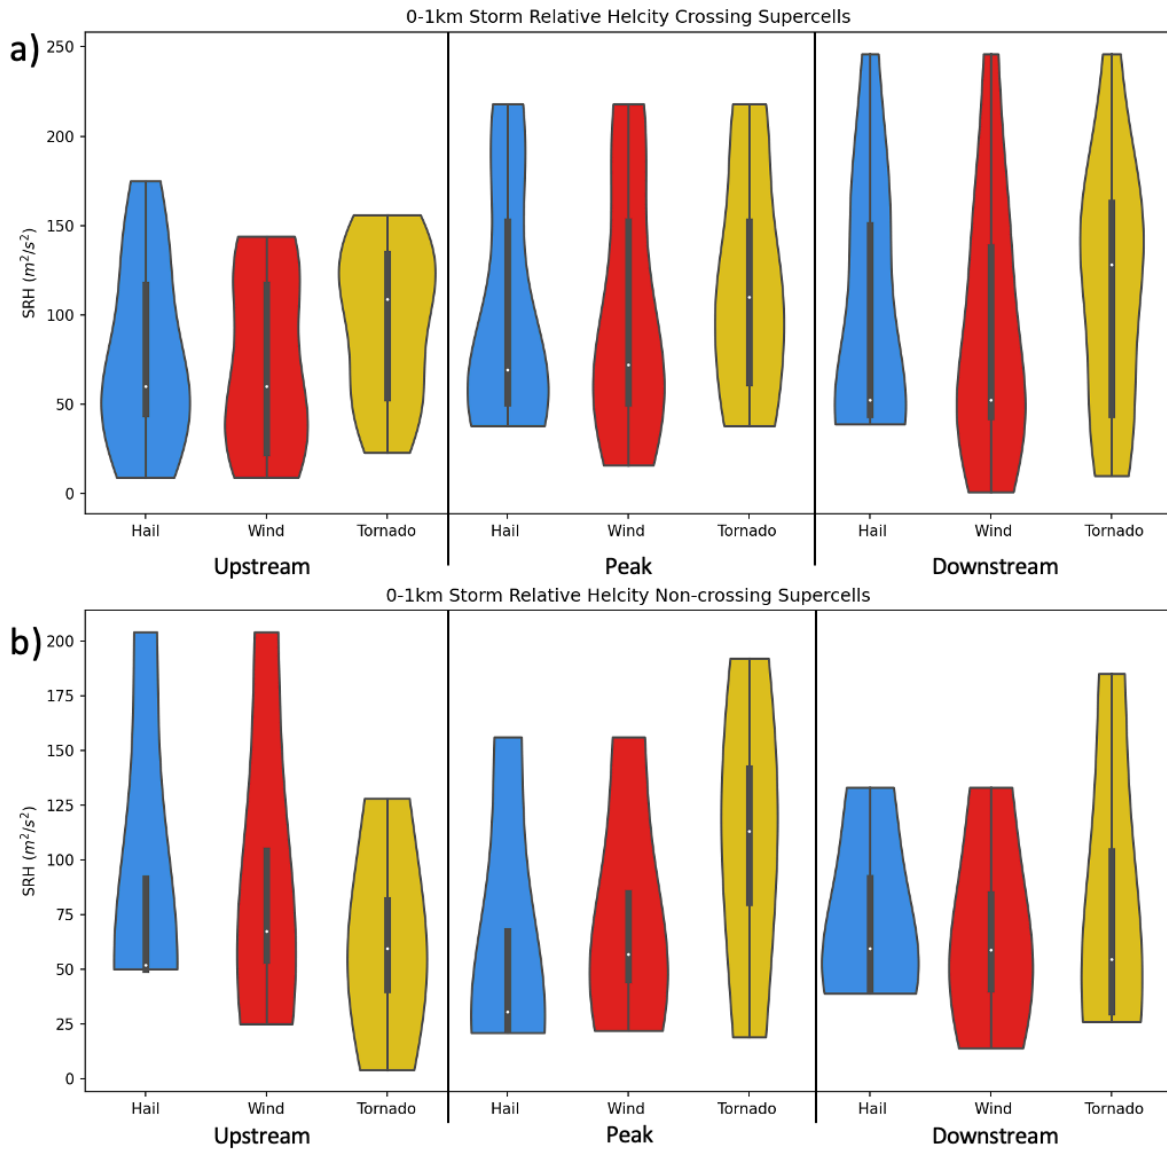 0-1km Storm Relative Helcity Crossing Supercells
a)
250
200
150
100
50
0
SRH (m²/s²)
Hail Wind Tornado Hail Wind Tornado Hail Wind Tornado
Upstream Peak Downstream
0-1km Storm Relative Helcity Non-crossing Supercells
b)
200
175
150
125
100
75
50
25
0
SRH (m²/s²)
Hail Wind Tornado Hail Wind Tornado Hail Wind Tornado
Upstream Peak Downstream